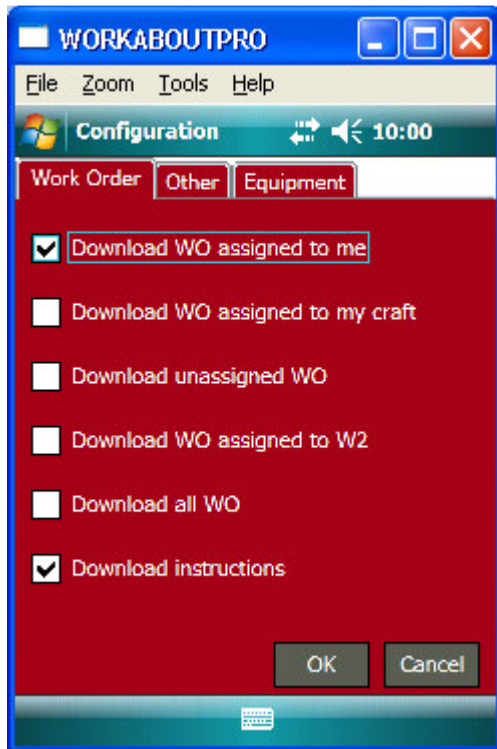 WORKABOUTPRO
File Zoom Tools Help
Configuration 10:00
Work Order Other Equipment
Download WO assigned to me
Download WO assigned to my craft
Download unassigned WO
Download WO assigned to W2
Download all WO
Download instructions
OK Cancel